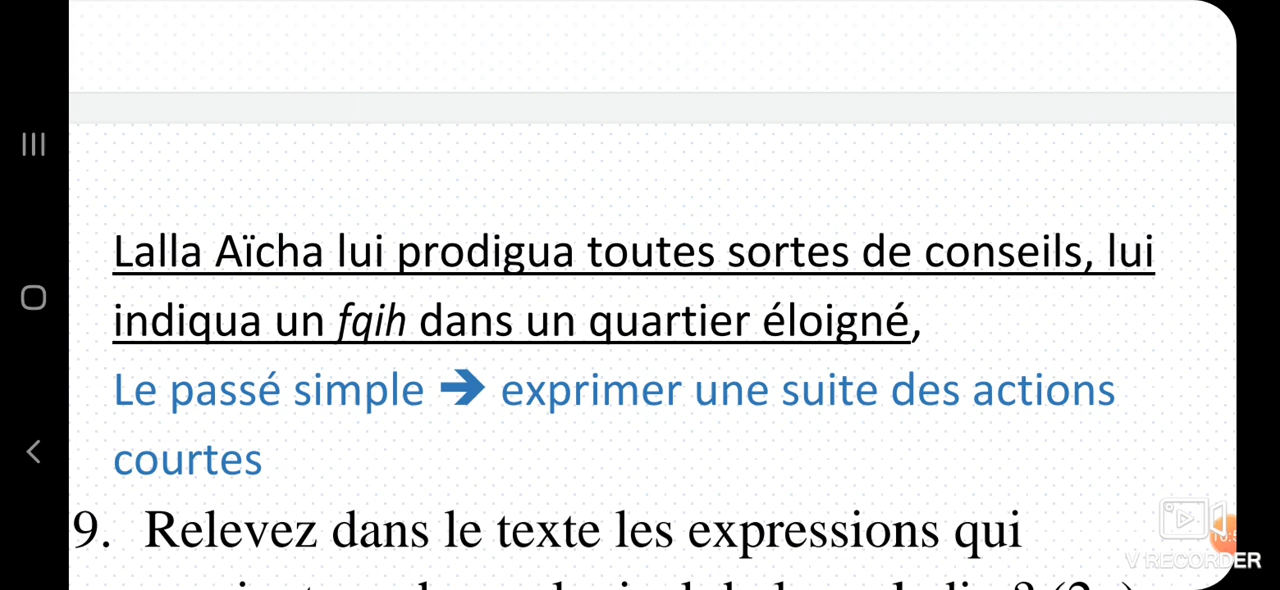 Lalla Aïcha lui prodigua toutes sortes de conseils, lui
indiqua un fqih dans un quartier éloigné,
Le passé simple ➔ exprimer une suite des actions
courtes
9. Relevez dans le texte les expressions qui
V RECORDER